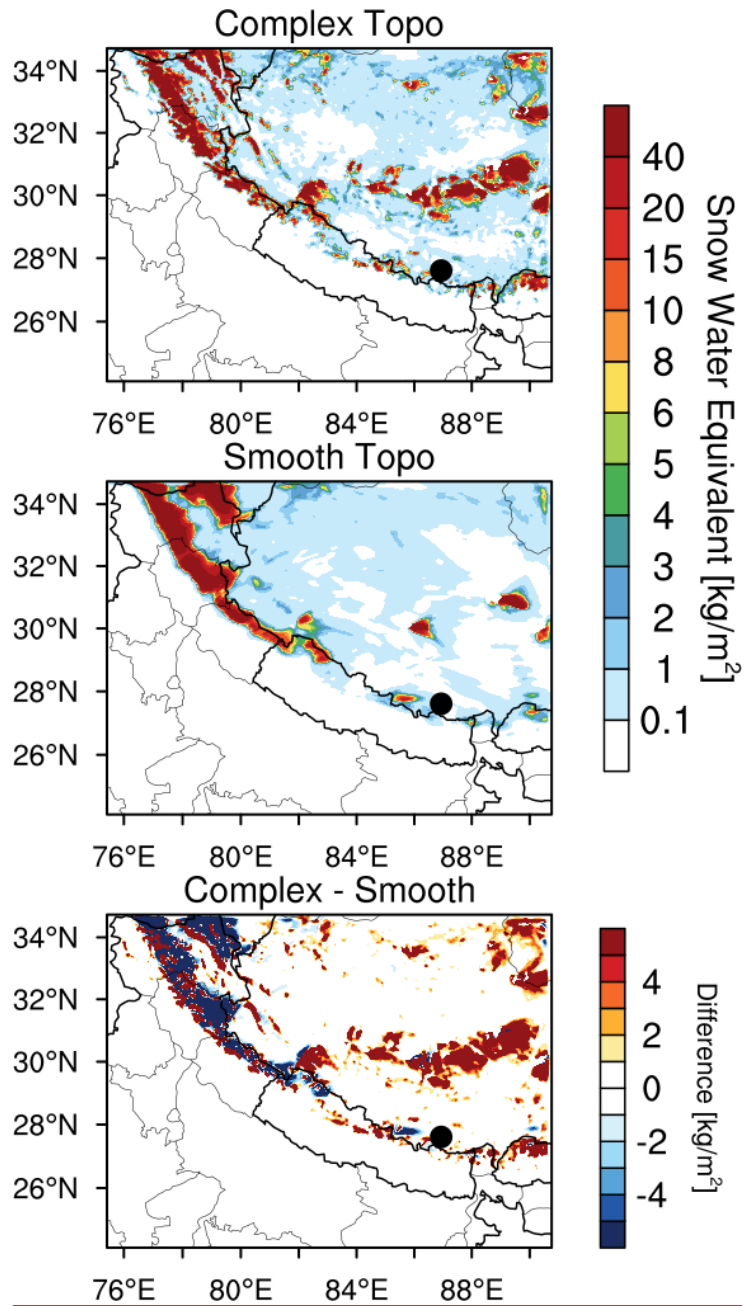 Complex Topo
34°N
32°N
30°N
28°N
26°N
76°E 80°E 84°E 88°E
Smooth Topo
34°N
32°N
30°N
28°N
26°N
76°E 80°E 84°E 88°E
40
20
15
10
8
6
5
4
3
2
1
0.1
Snow Water Equivalent [kg/m²]
Complex - Smooth
34°N
32°N
30°N
28°N
26°N
76°E 80°E 84°E 88°E
4
2
0
-2
-4
Difference [kg/m²]